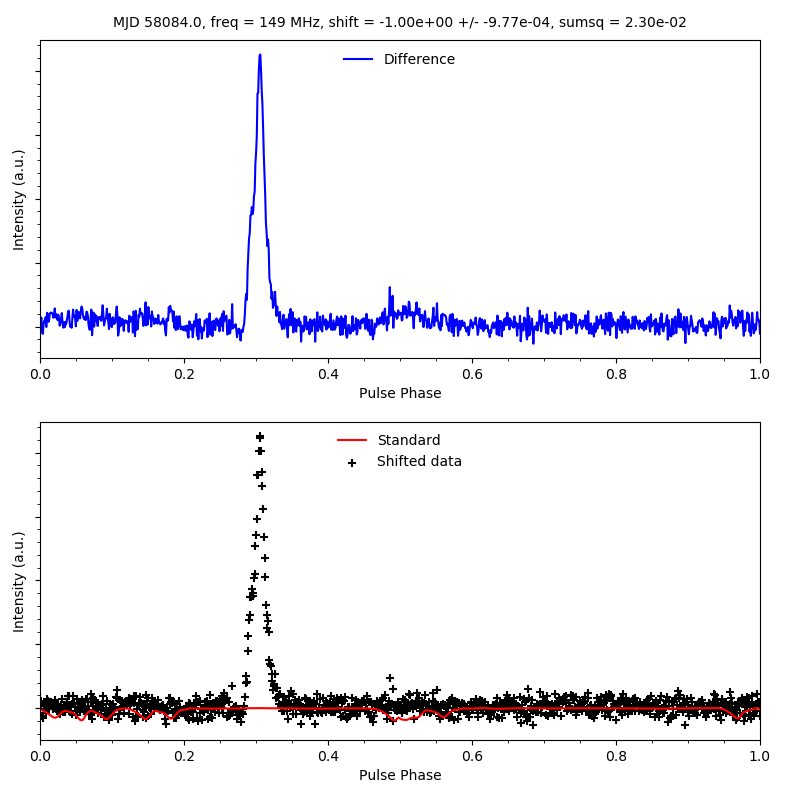 MJD 58084.0, freq = 149 MHz, shift = -1.00e+00 +/- -9.77e-04, sumsq = 2.30e-02
Difference
Intensity (a.u.)
0.0 0.2 0.4 0.6 0.8 1.0
Pulse Phase
Standard
Shifted data
Intensity (a.u.)
0.0 0.2 0.4 0.6 0.8 1.0
Pulse Phase